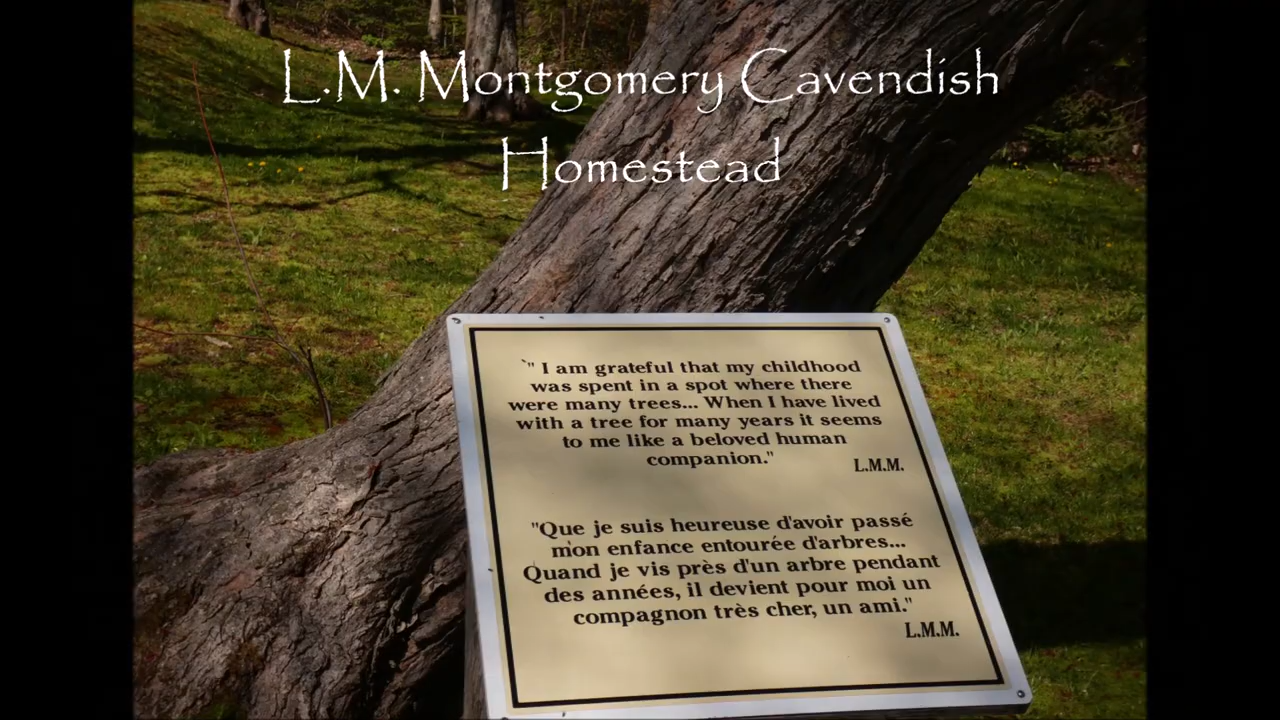 L.M. Montgomery Cavendish
Homestead
`" I am grateful that my childhood
was spent in a spot where there
were many trees... When I have lived
with a tree for many years it seems
to me like a beloved human
companion."
L.M.M.
"Que je suis heureuse d'avoir passé
mon enfance entourée d'arbres...
Quand je vis près d'un arbre pendant
des années, il devient pour moi un
compagnon très cher, un ami."
L.M.M.